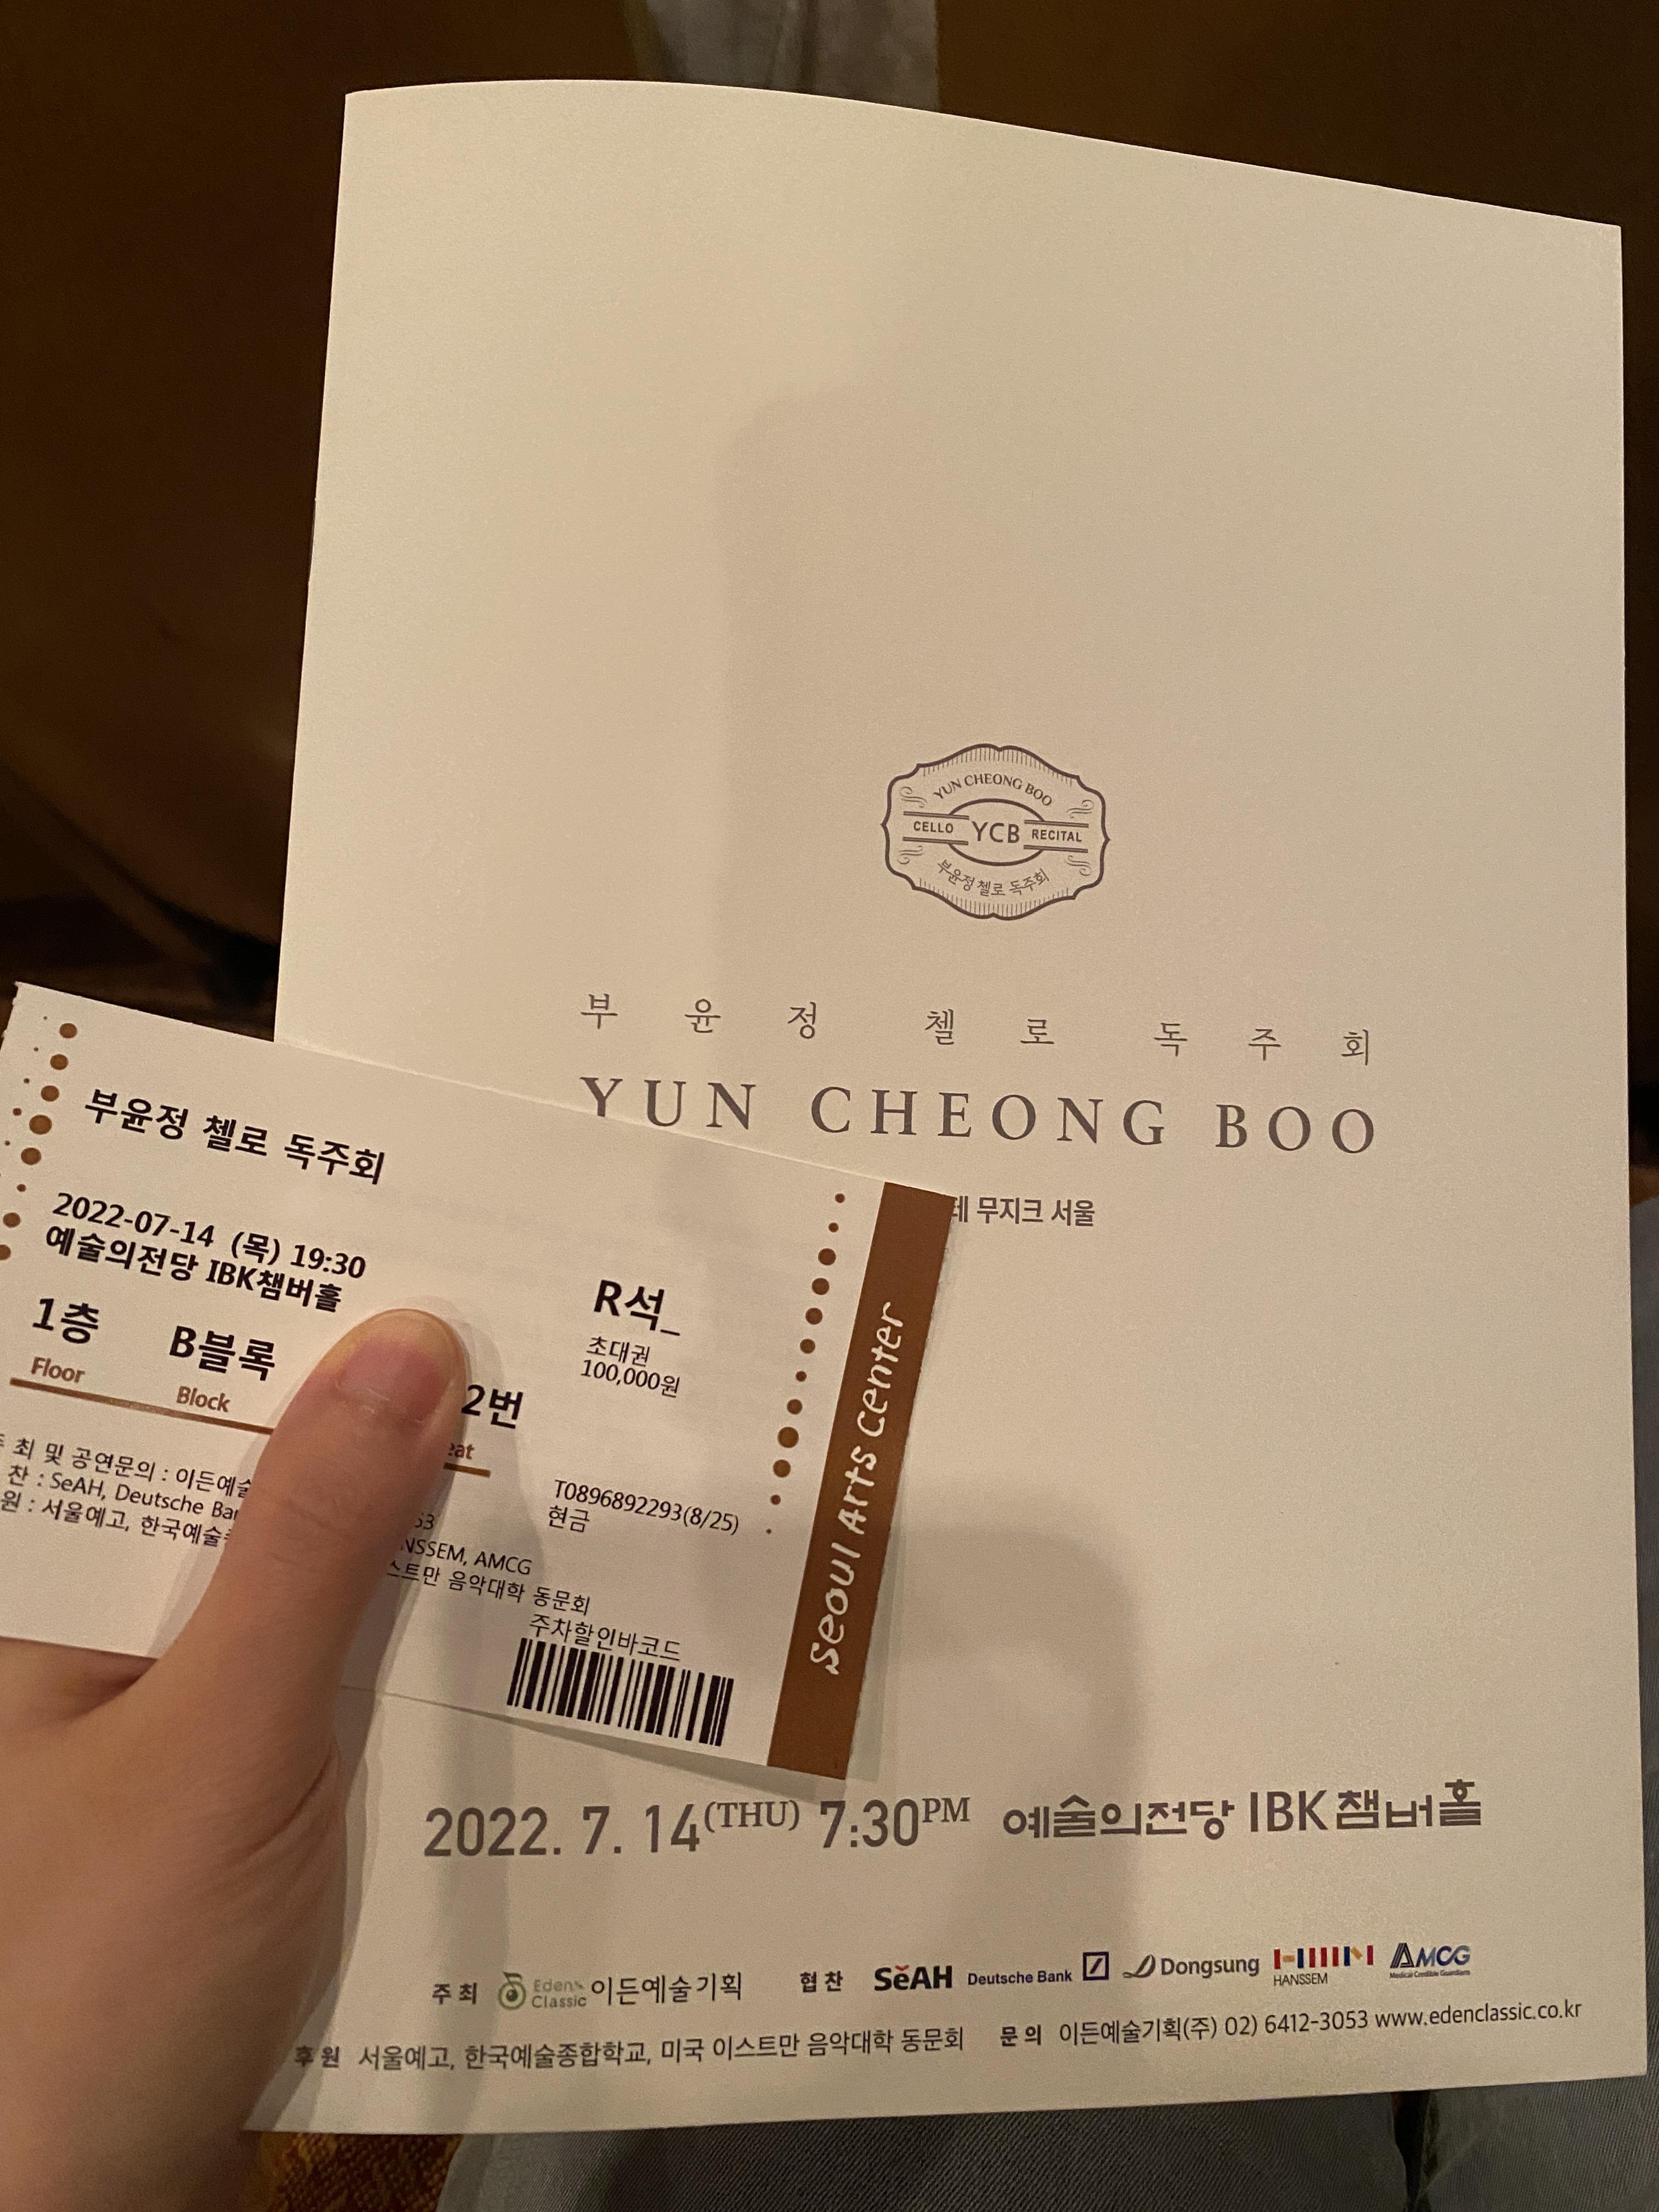 YUN CHEONG BOO
CELLO YCB RECITAL
부윤정 첼로 독주회
부 윤 정 첼 로 독 주 회
YUN CHEONG BOO
무지크 서울
부윤정 첼로 독주회
2022-07-14 (목) 19:30
예술의전당 IBK챔버홀
1층 B블록 2번
Floor Block
R석_
초대권
100,000원
최 및 공연문의 : 이든예술
찬 : SeAH, Deutsche
원 : 서울예고,
NSSEM, AMCG
음악대학 동문회
T0896892293(8/25)
현금
주차할인바코드
Seoul Arts Center
2022. 7. 14(THU) 7:30PM 예술의전당 IBK챔버홀
주최 Eden Classic 이든예술기획 협찬 SeAH Deutsche Bank Dongsung HANSSEM AMCG
Medical Credible Guardians
후원 서울예고, 한국예술종합학교, 미국 이스트만 음악대학 동문회 문의 이든예술기획(주) 02) 6412-3053 www.edenclassic.co.kr